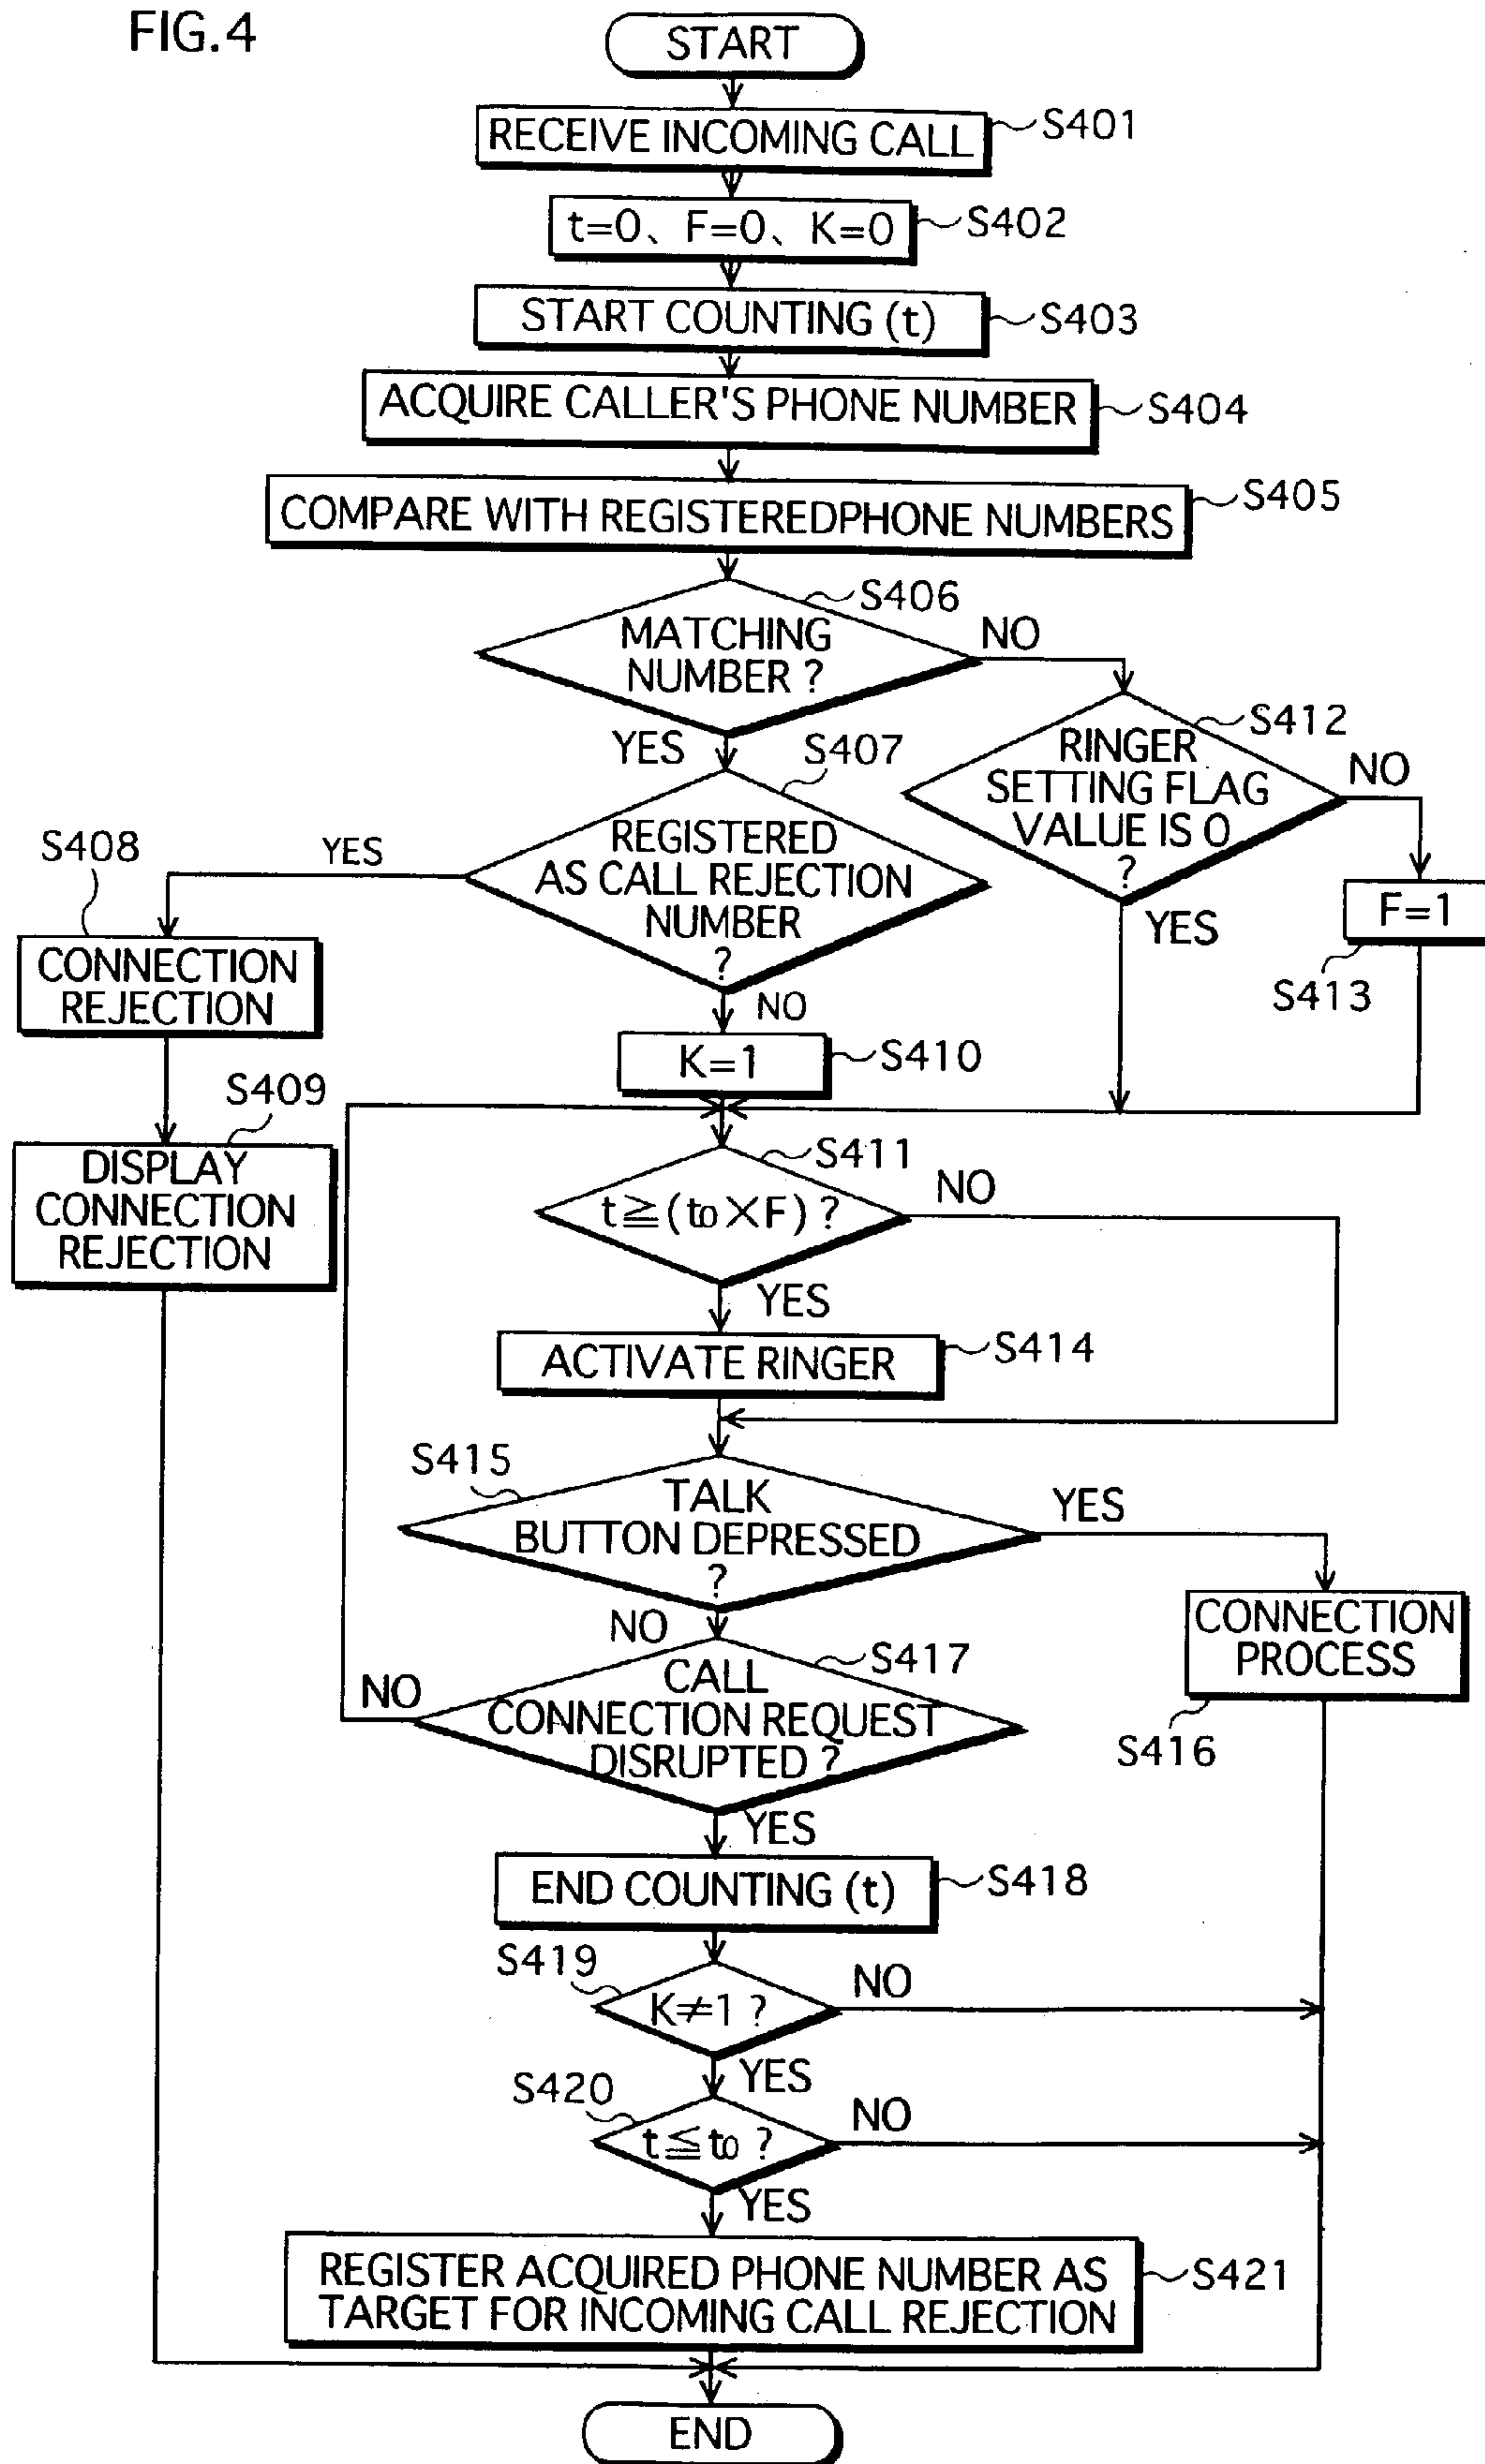 FIG.4
START
RECEIVE INCOMING CALL
S401
t=0、F=0、K=0
S402
START COUNTING (t)
S403
ACQUIRE CALLER'S PHONE NUMBER
S404
COMPARE WITH REGISTEREDPHONE NUMBERS
S405
S406
MATCHING
NUMBER ?
NO
YES
S412
RINGER
SETTING FLAG
VALUE IS 0
?
NO
YES
F=1
S413
S407
REGISTERED
AS CALL REJECTION
NUMBER
?
YES
NO
S408
CONNECTION
REJECTION
S409
DISPLAY
CONNECTION
REJECTION
K=1
S410
S411
t≧(t0×F) ?
NO
YES
ACTIVATE RINGER
S414
S415
TALK
BUTTON DEPRESSED
?
YES
NO
CONNECTION
PROCESS
S416
S417
CALL
CONNECTION REQUEST
DISRUPTED ?
NO
YES
END COUNTING (t)
S418
S419
K≠1 ?
NO
YES
S420
t≦t0 ?
NO
YES
REGISTER ACQUIRED PHONE NUMBER AS
TARGET FOR INCOMING CALL REJECTION
S421
END